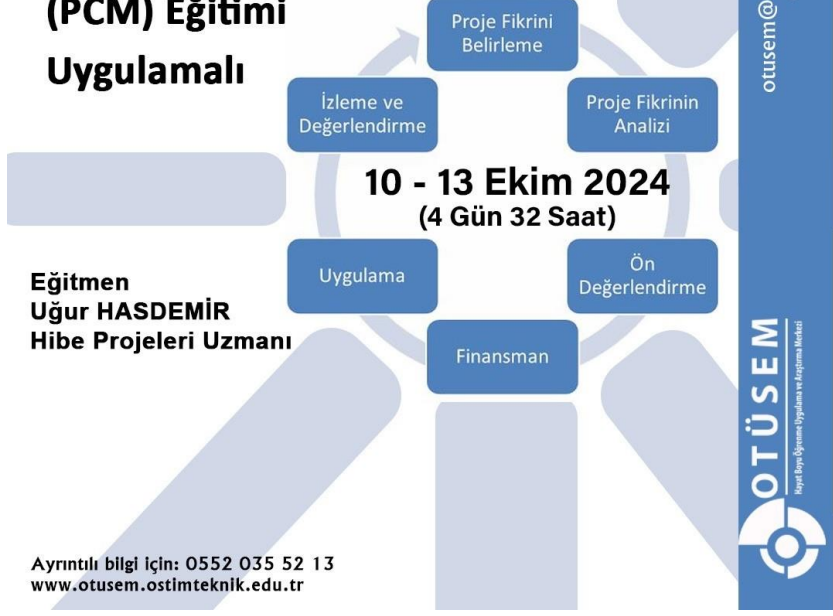 (PCM) Eğitimi
Uygulamalı
Proje Fikrini
Belirleme
Proje Fikrinin
Analizi
Ön
Değerlendirme
Finansman
Uygulama
İzleme ve
Değerlendirme
10 - 13 Ekim 2024
(4 Gün 32 Saat)
Eğitmen
Uğur HASDEMİR
Hibe Projeleri Uzmanı
Ayrıntılı bilgi için: 0552 035 52 13
www.otusem.ostimteknik.edu.tr
otusem@
OTÜSEM
Hayat Boyu Öğrenme Uygulama ve Araştırma Merkezi